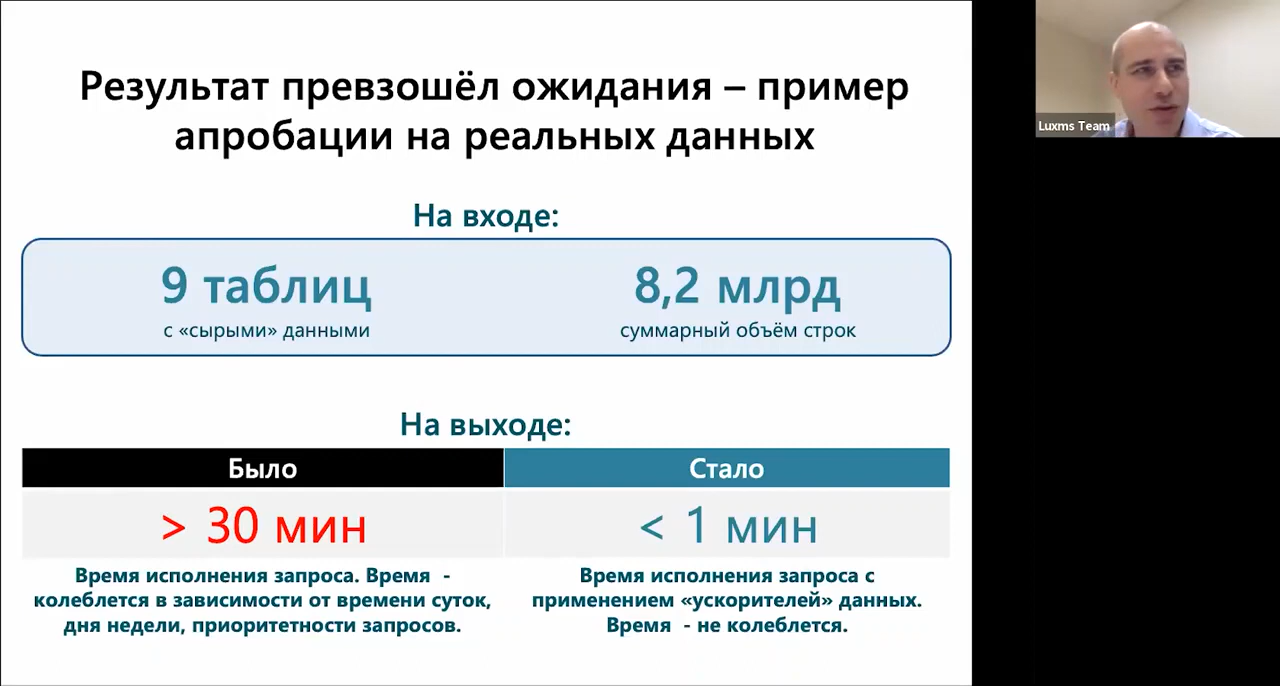 Результат превзошёл ожидания – пример
апробации на реальных данных
На входе:
9 таблиц
с «сырыми» данными
8,2 млрд
суммарный объём строк
На выходе:
Было
Стало
> 30 мин
< 1 мин
Время исполнения запроса. Время -
колеблется в зависимости от времени суток,
дня недели, приоритетности запросов.
Время исполнения запроса с
применением «ускорителей» данных.
Время - не колеблется.
Luxms Team